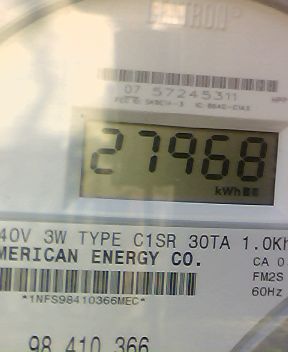 07 57245311
27968
kWh
40V 3W TYPE C1SR 30TA 1.0Kh
MERICAN ENERGY CO.
CA 0
FM2S
60Hz
*1NFS98410366MEC*
98 410 366